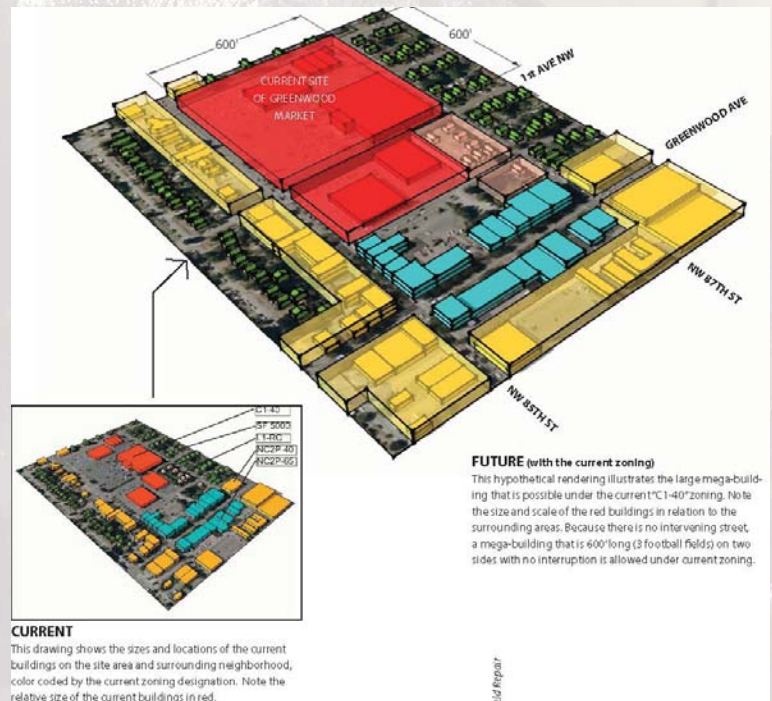 600'
600'
1st AVE NW
CURRENT SITE
OF GREENWOOD
MARKET
GREENWOOD AVE
NW 87TH ST
NW 85TH ST
C1-40
SF 5000
L1-RC
NC2P-40
NC2P-65
FUTURE (with the current zoning)
This hypothetical rendering illustrates the large mega-build-
ing that is possible under the current "C1-40" zoning. Note
the size and scale of the red buildings in relation to the
surrounding areas. Because there is no intervening street,
a mega-building that is 600' long (3 football fields) on two
sides with no interruption is allowed under current zoning.
CURRENT
This drawing shows the sizes and locations of the current
buildings on the site area and surrounding neighborhood,
color coded by the current zoning designation. Note the
relative size of the current buildings in red.
Repair